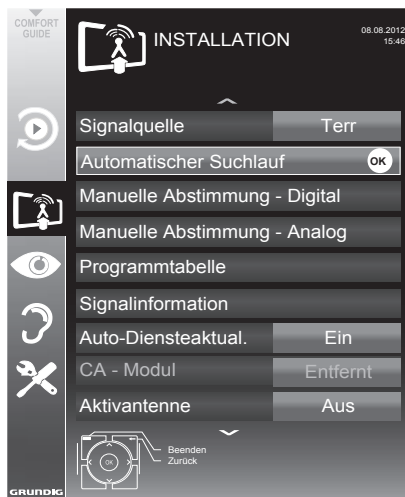 COMFORT
GUIDE
INSTALLATION
08.08.2012
15:46
Signalquelle Terr
Automatischer Suchlauf OK
Manuelle Abstimmung - Digital
Manuelle Abstimmung - Analog
Programmtabelle
Signalinformation
Auto-Diensteaktual. Ein
CA - Modul Entfernt
Aktivantenne Aus
Beenden
OK Zurück
GRUNDIG